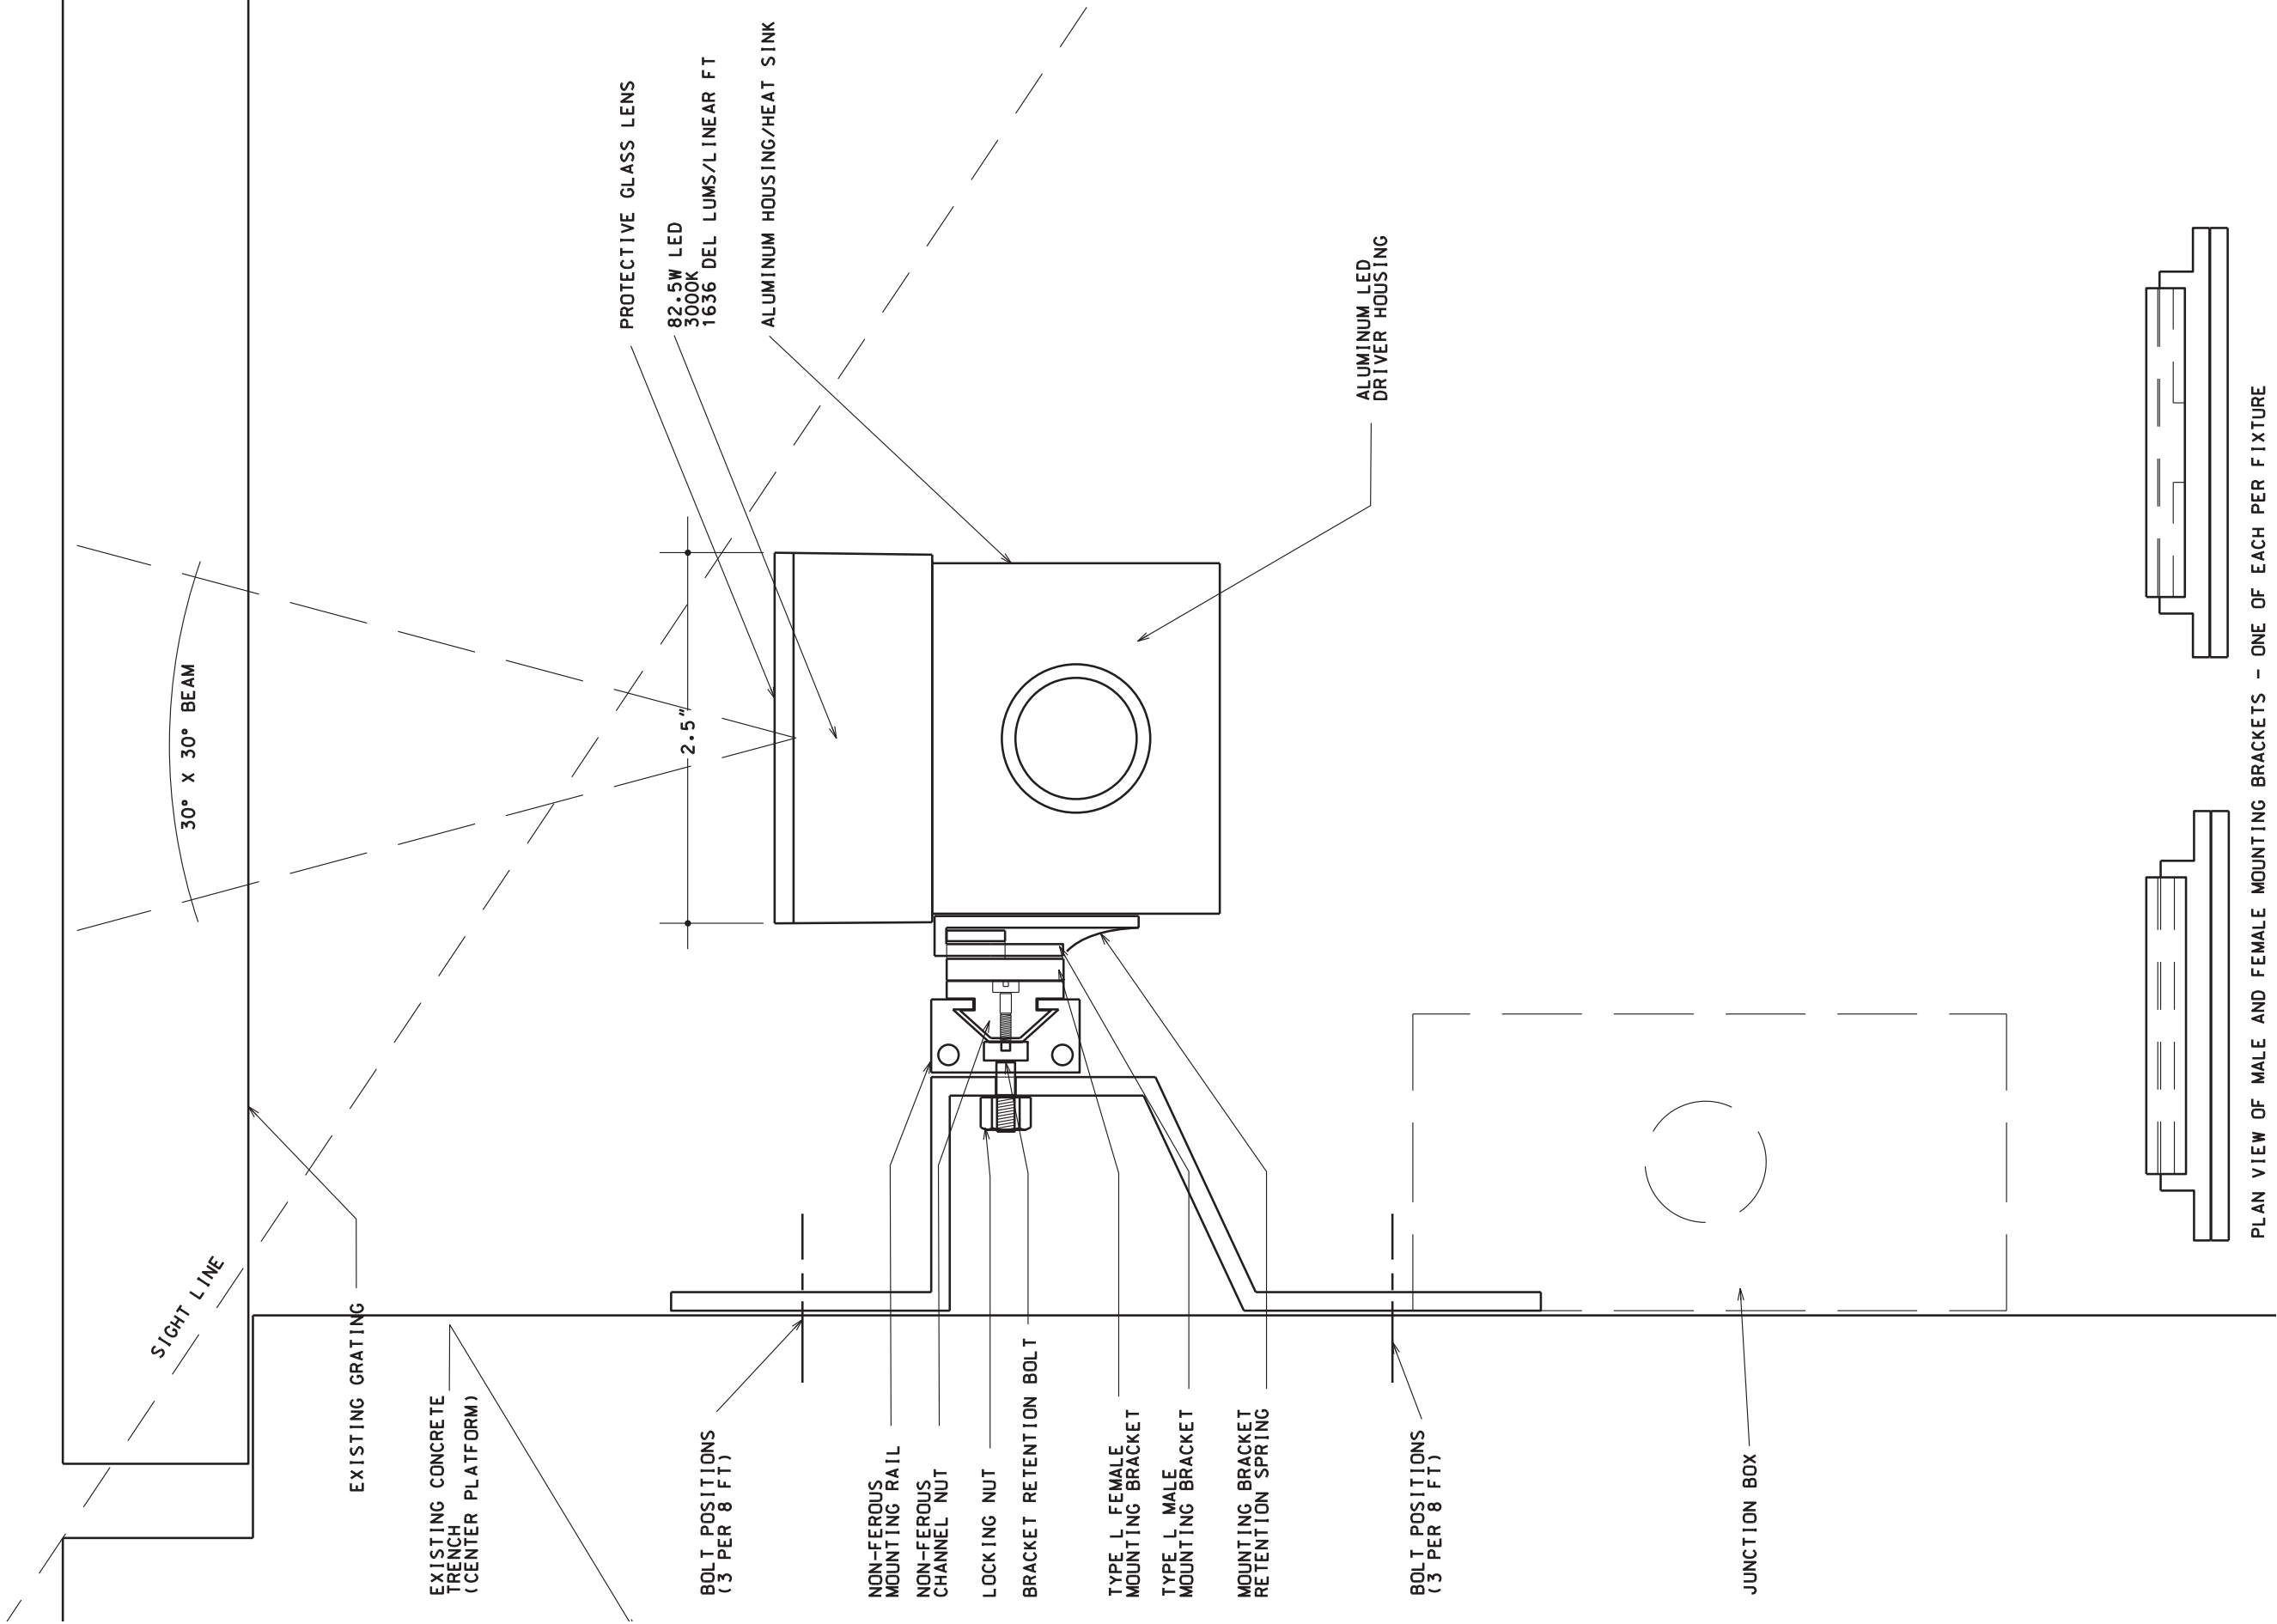 PROTECTIVE GLASS LENS
82.5W LED
3000K
1636 DEL LUMS/LINEAR FT
ALUMINUM HOUSING/HEAT SINK
ALUMINUM LED
DRIVER HOUSING
30° X 30° BEAM
2.5"
SIGHT LINE
EXISTING GRATING
EXISTING CONCRETE
TRENCH
(CENTER PLATFORM)
BOLT POSITIONS
(3 PER 8 FT)
NON-FEROUS
MOUNTING RAIL
NON-FEROUS
CHANNEL NUT
LOCKING NUT
BRACKET RETENTION BOLT
TYPE L FEMALE
MOUNTING BRACKET
TYPE L MALE
MOUNTING BRACKET
MOUNTING BRACKET
RETENTION SPRING
BOLT POSITIONS
(3 PER 8 FT)
JUNCTION BOX
PLAN VIEW OF MALE AND FEMALE MOUNTING BRACKETS - ONE OF EACH PER FIXTURE